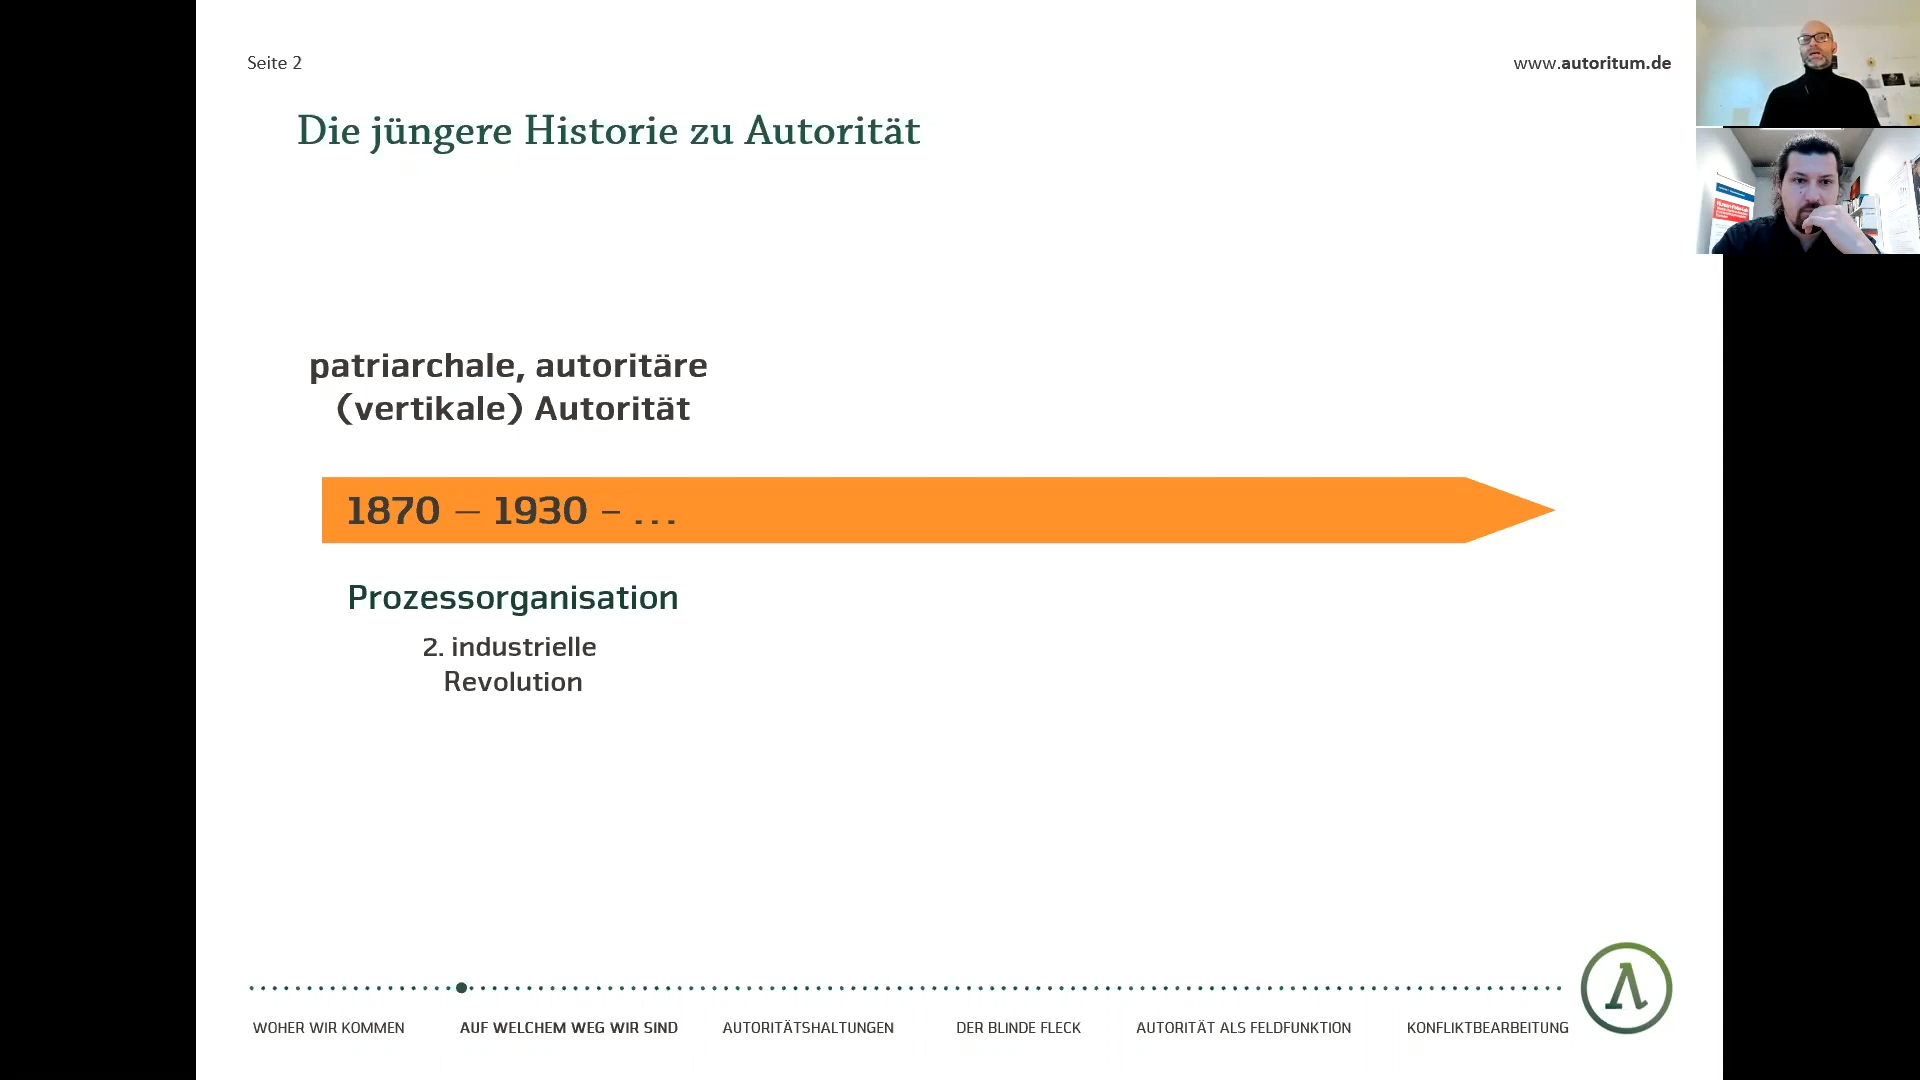 Seite 2
www.autoritum.de
Die jüngere Historie zu Autorität
patriarchale, autoritäre
(vertikale) Autorität
1870 – 1930 – ...
Prozessorganisation
2. industrielle
Revolution
WOHER WIR KOMMEN
AUF WELCHEM WEG WIR SIND
AUTORITÄTSHALTUNGEN
DER BLINDE FLECK
AUTORITÄT ALS FELDFUNKTION
KONFLIKTBEARBEITUNG